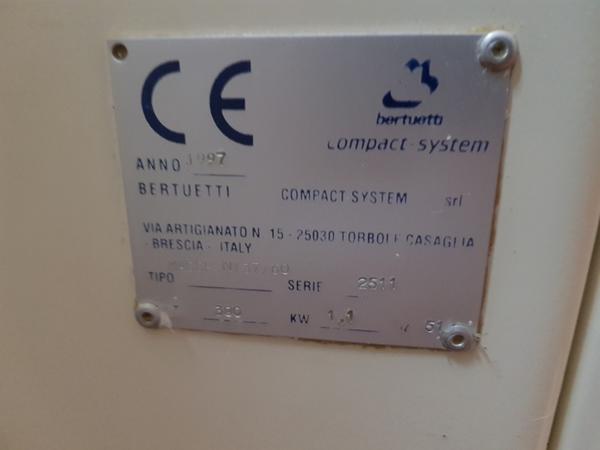 CE
bertuetti
compact-system
ANNO 1997
BERTUETTI COMPACT SYSTEM srl
VIA ARTIGIANATO N. 15 - 25030 TORBOLE CASAGLIA
- BRESCIA - ITALY
TIPO SERIE 2511
380 KW 1,1